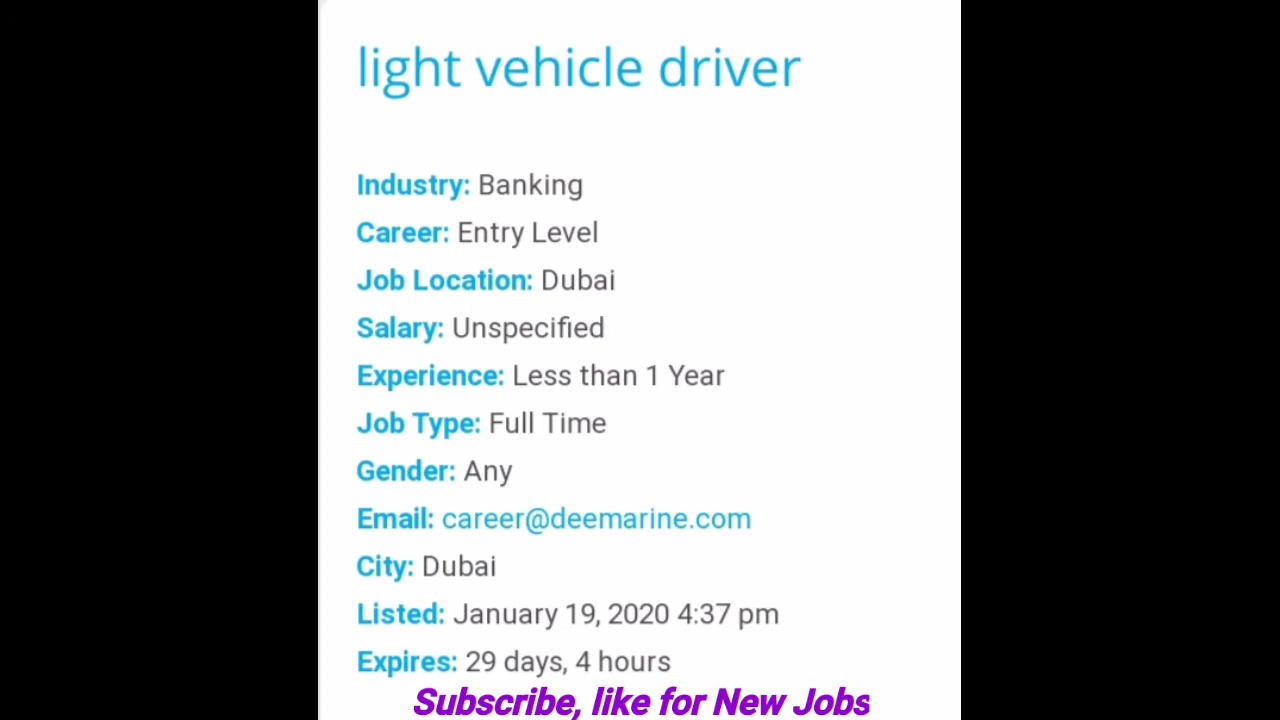 light vehicle driver
Industry: Banking
Career: Entry Level
Job Location: Dubai
Salary: Unspecified
Experience: Less than 1 Year
Job Type: Full Time
Gender: Any
Email: career@deemarine.com
City: Dubai
Listed: January 19, 2020 4:37 pm
Expires: 29 days, 4 hours
Subscribe, like for New Jobs